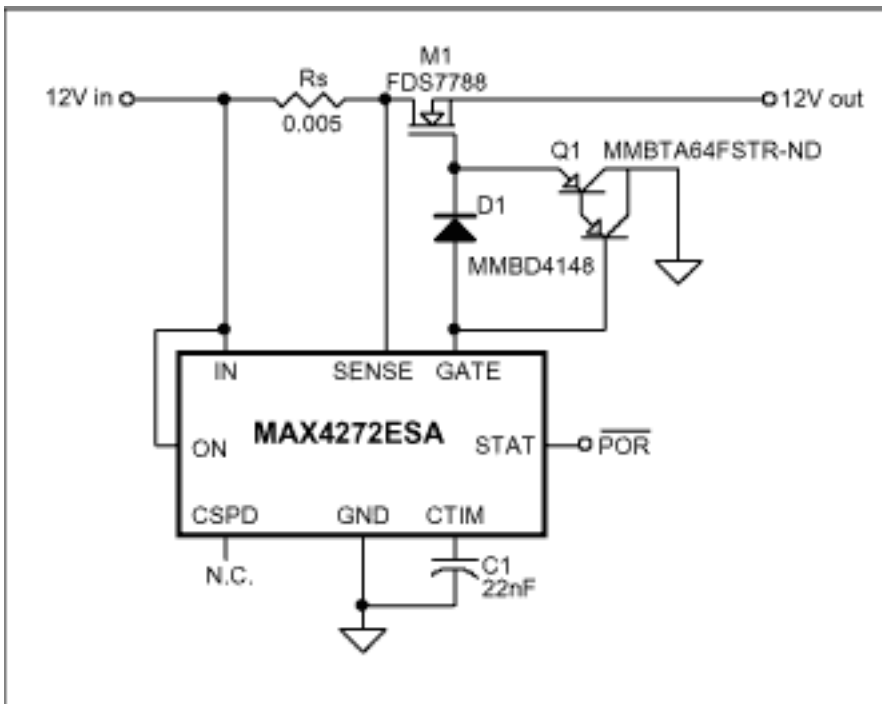 M1
FDS7788
Rs
12V in
0.005
12V out
Q1
MMBTA64FSTR-ND
D1
MMBD4148
IN
SENSE
GATE
MAX4272ESA
ON
STAT
POR
CSPD
GND
CTIM
N.C.
C1
22nF